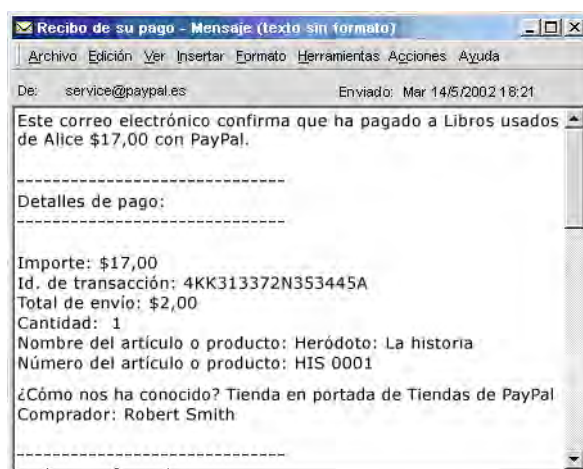 Recibo de su pago - Mensaje (texto sin formato)
Archivo Edición Ver Insertar Formato Herramientas Acciones Ayuda
De: service@paypal.es Enviado: Mar 14/5/2002 18:21
Este correo electrónico confirma que ha pagado a Libros usados
de Alice $17,00 con PayPal.
-------------------------------
Detalles de pago:
-------------------------------
Importe: $17,00
Id. de transacción: 4KK313372N353445A
Total de envío: $2,00
Cantidad: 1
Nombre del artículo o producto: Heródoto: La historia
Número del artículo o producto: HIS 0001
¿Cómo nos ha conocido? Tienda en portada de Tiendas de PayPal
Comprador: Robert Smith
-------------------------------